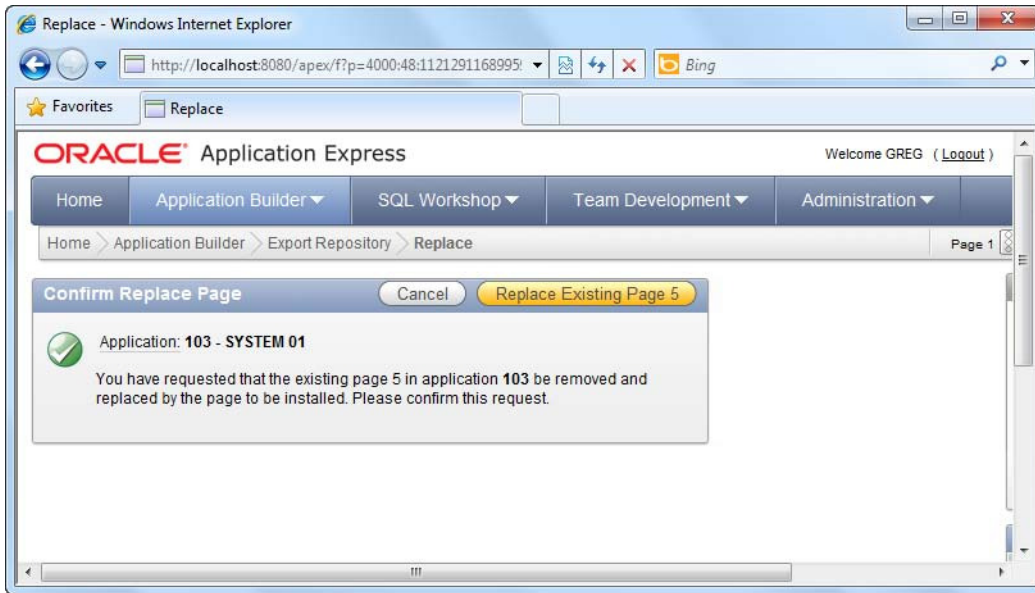 Replace - Windows Internet Explorer
http://localhost:8080/apex/f?p=4000:48:1121291168995
Bing
Favorites
Replace
ORACLE Application Express
Welcome GREG ( Logout )
Home Application Builder SQL Workshop Team Development Administration
Home Application Builder Export Repository Replace
Page 1
Confirm Replace Page Cancel Replace Existing Page 5
Application: 103 - SYSTEM 01
You have requested that the existing page 5 in application 103 be removed and
replaced by the page to be installed. Please confirm this request.